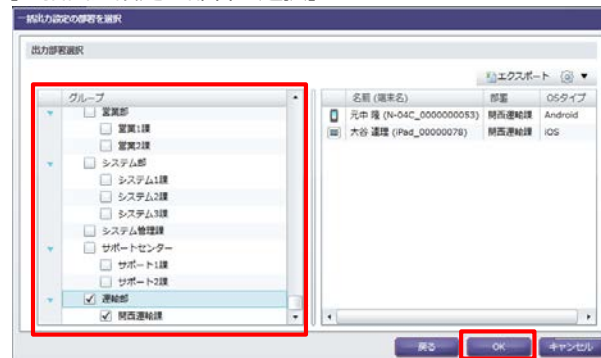 一括出力設定の部署を選択
出力部署選択
エクスポート
グループ
名前 (端末名) 部署 OSタイプ
営業部
営業1課
営業2課
システム部
システム1課
システム2課
システム3課
システム管理課
サポートセンター
サポート1課
サポート2課
運輸部
関西運輸課
元中 隆 (N-04C_0000000053) 関西運輸課 Android
大谷 道理 (iPad_00000078) 関西運輸課 iOS
戻る OK キャンセル